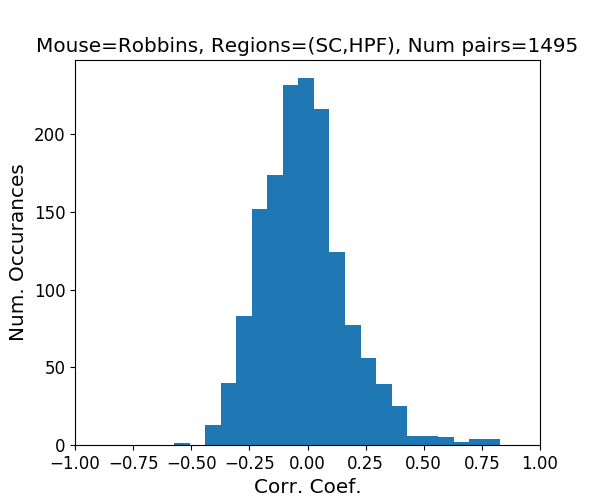 Mouse=Robbins, Regions=(SC,HPF), Num pairs=1495
Num. Occurances
200
150
100
50
0
−1.00 −0.75 −0.50 −0.25 0.00 0.25 0.50 0.75 1.00
Corr. Coef.